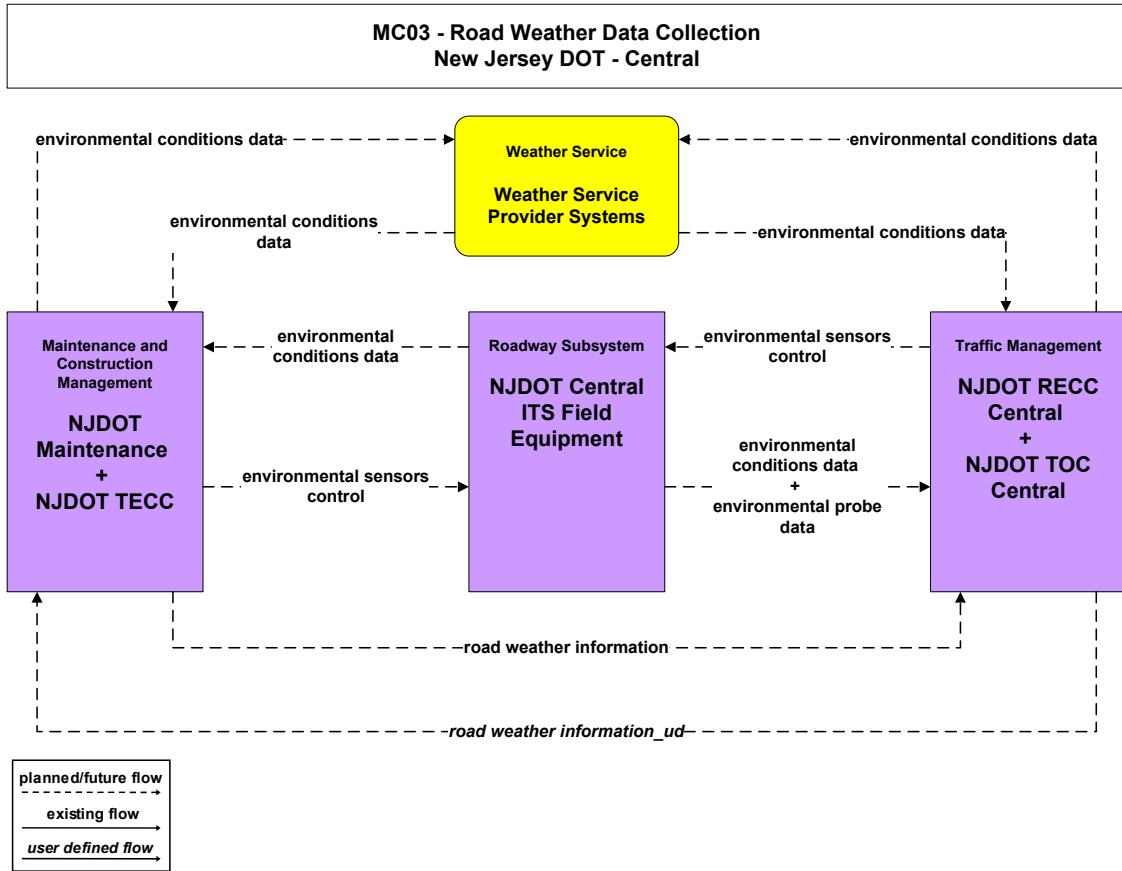 MC03 - Road Weather Data Collection
New Jersey DOT - Central
environmental conditions data
Weather Service
Weather Service
Provider Systems
environmental conditions data
environmental conditions
data
environmental conditions data
Maintenance and
Construction
Management
NJDOT
Maintenance
+
NJDOT TECC
environmental
conditions data
environmental sensors
control
Roadway Subsystem
NJDOT Central
ITS Field
Equipment
environmental sensors
control
environmental
conditions data
+
environmental probe
data
Traffic Management
NJDOT RECC
Central
+
NJDOT TOC
Central
road weather information
road weather information_ud
planned/future flow
existing flow
user defined flow